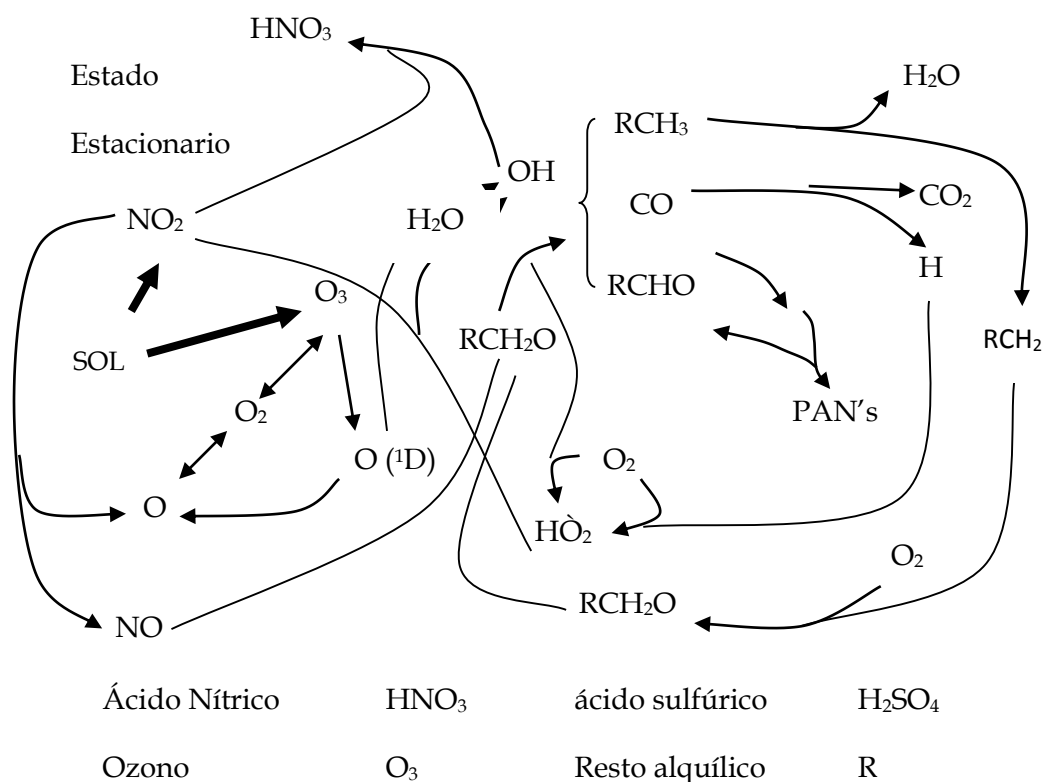 HNO₃
Estado
H₂O
RCH₃
Estacionario
OH
CO
CO₂
NO₂
H₂O
H
RCHO
O₃
RCH₂O
RCH₂
SOL
O₂
PAN's
O (¹D)
O₂
O
HO₂
O₂
RCH₂O
NO
Ácido Nítrico HNO₃ ácido sulfúrico H₂SO₄
Ozono O₃ Resto alquílico R